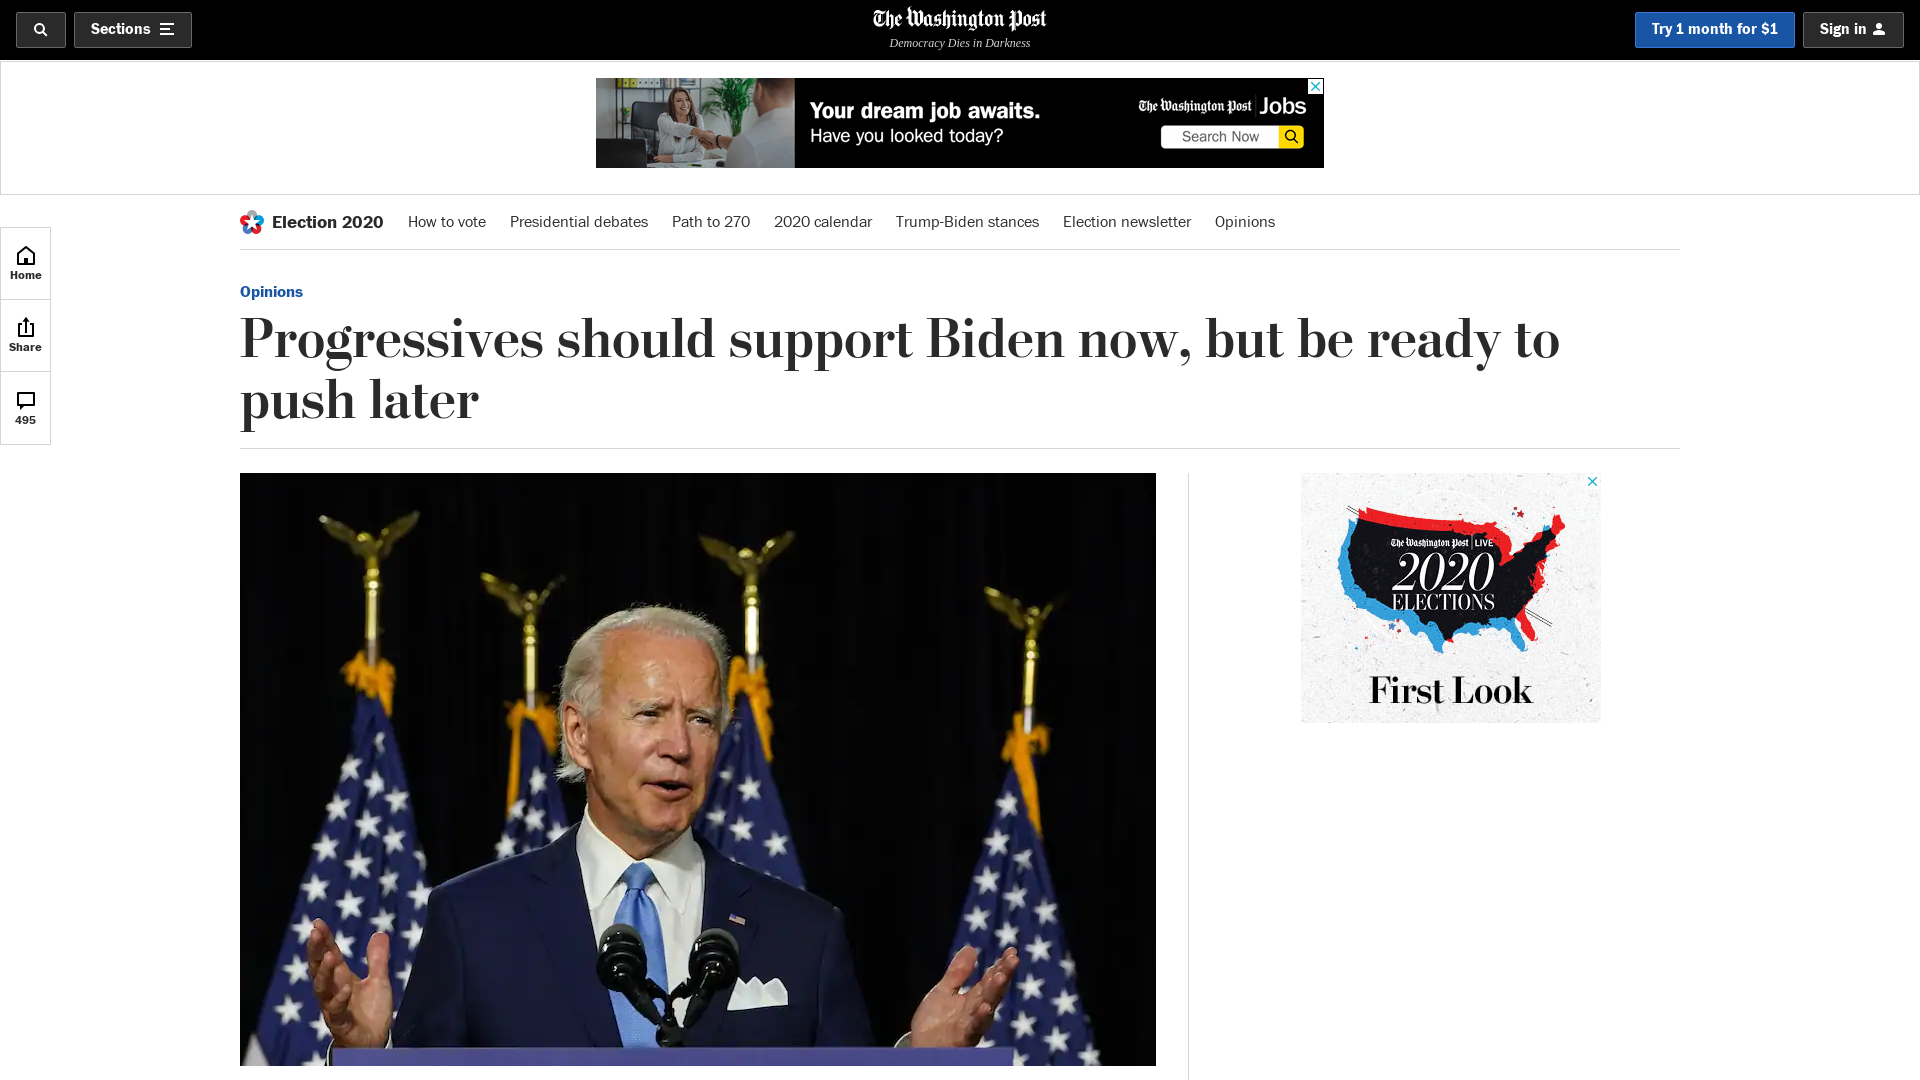 Sections
The Washington Post
Democracy Dies in Darkness
Try 1 month for $1
Sign in
Your dream job awaits.
Have you looked today?
The Washington Post Jobs
Search Now
Election 2020
How to vote
Presidential debates
Path to 270
2020 calendar
Trump-Biden stances
Election newsletter
Opinions
Home
Share
495
Opinions
Progressives should support Biden now, but be ready to
push later
The Washington Post LIVE
2020
ELECTIONS
First Look